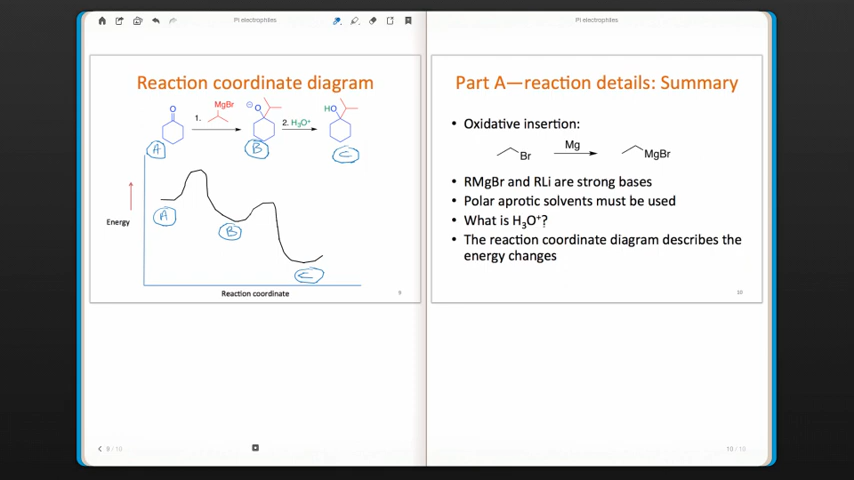 PI electrophiles
PI electrophiles
Reaction coordinate diagram
O
MgBr
1.
⊖
O
2. H3O+
HO
A
B
C
Energy
A
B
C
Reaction coordinate
9
Part A—reaction details: Summary
• Oxidative insertion:
Br
Mg
MgBr
• RMgBr and RLi are strong bases
• Polar aprotic solvents must be used
• What is H3O+?
• The reaction coordinate diagram describes the
energy changes
10
9 / 10
10 / 10